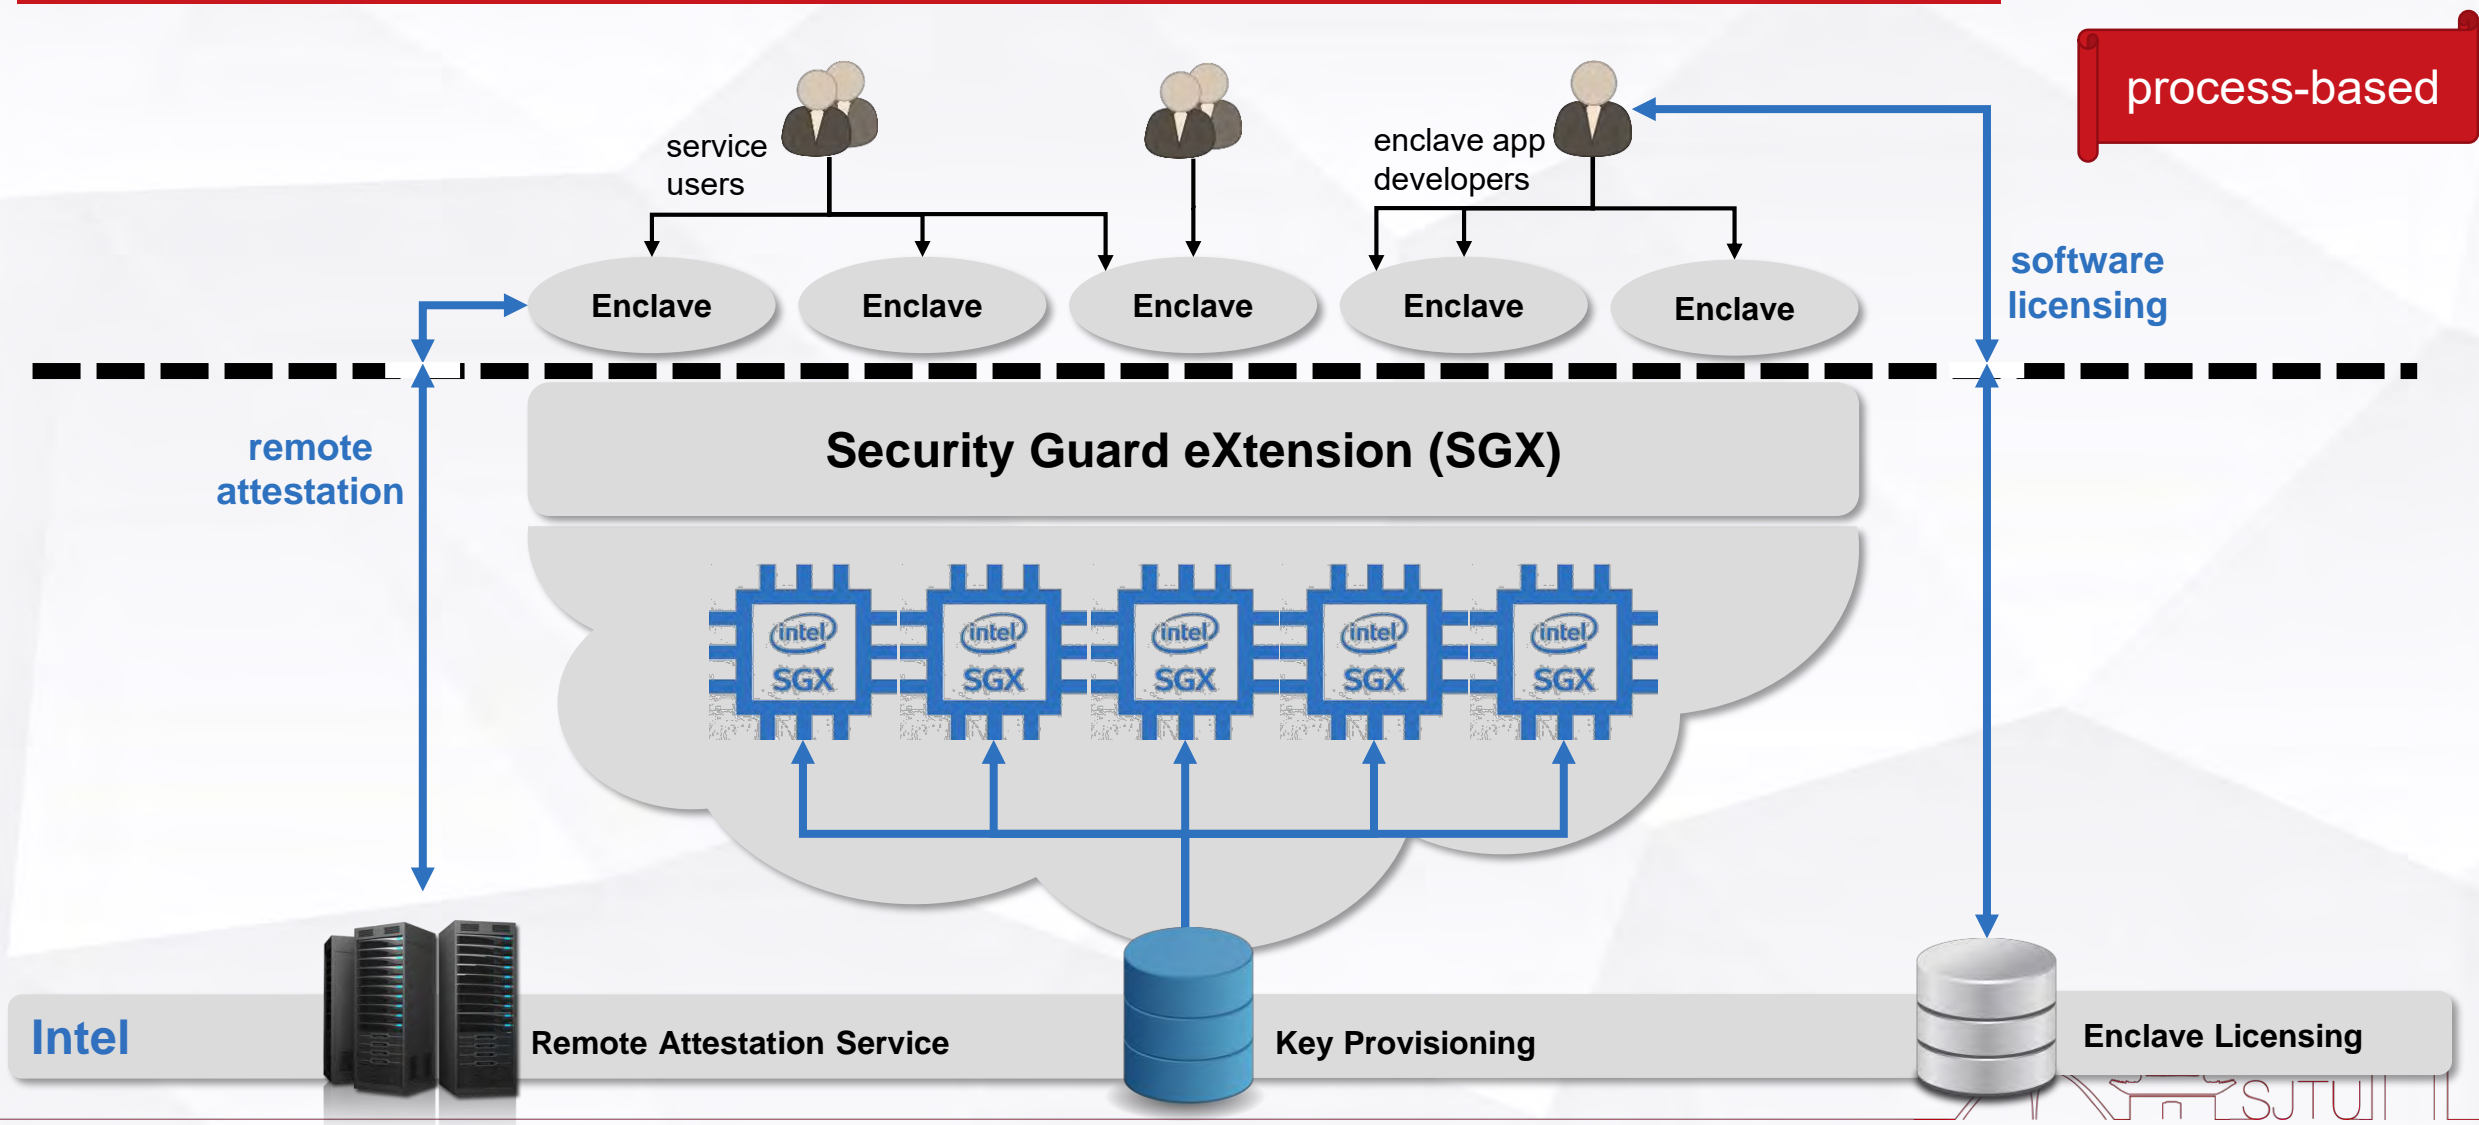 process-based
service
users
enclave app
developers
software
licensing
Enclave
Enclave
Enclave
Enclave
Enclave
remote
attestation
Security Guard eXtension (SGX)
intel
SGX
intel
SGX
intel
SGX
intel
SGX
intel
SGX
Intel
Remote Attestation Service
Key Provisioning
Enclave Licensing
SJTU